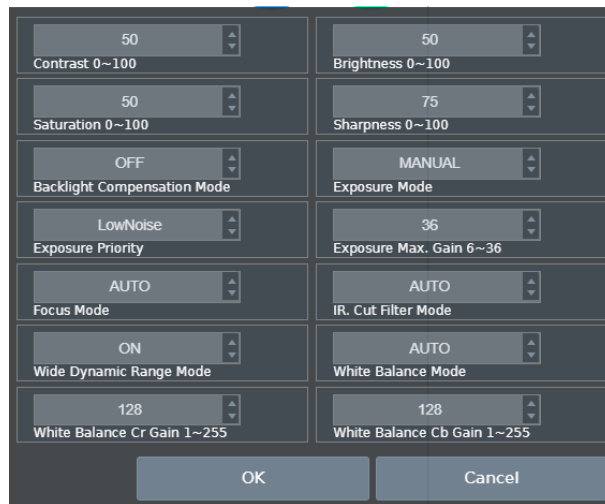 50 50
Contrast 0~100 Brightness 0~100
50 75
Saturation 0~100 Sharpness 0~100
OFF MANUAL
Backlight Compensation Mode Exposure Mode
LowNoise 36
Exposure Priority Exposure Max. Gain 6~36
AUTO AUTO
Focus Mode IR. Cut Filter Mode
ON AUTO
Wide Dynamic Range Mode White Balance Mode
128 128
White Balance Cr Gain 1~255 White Balance Cb Gain 1~255
OK Cancel